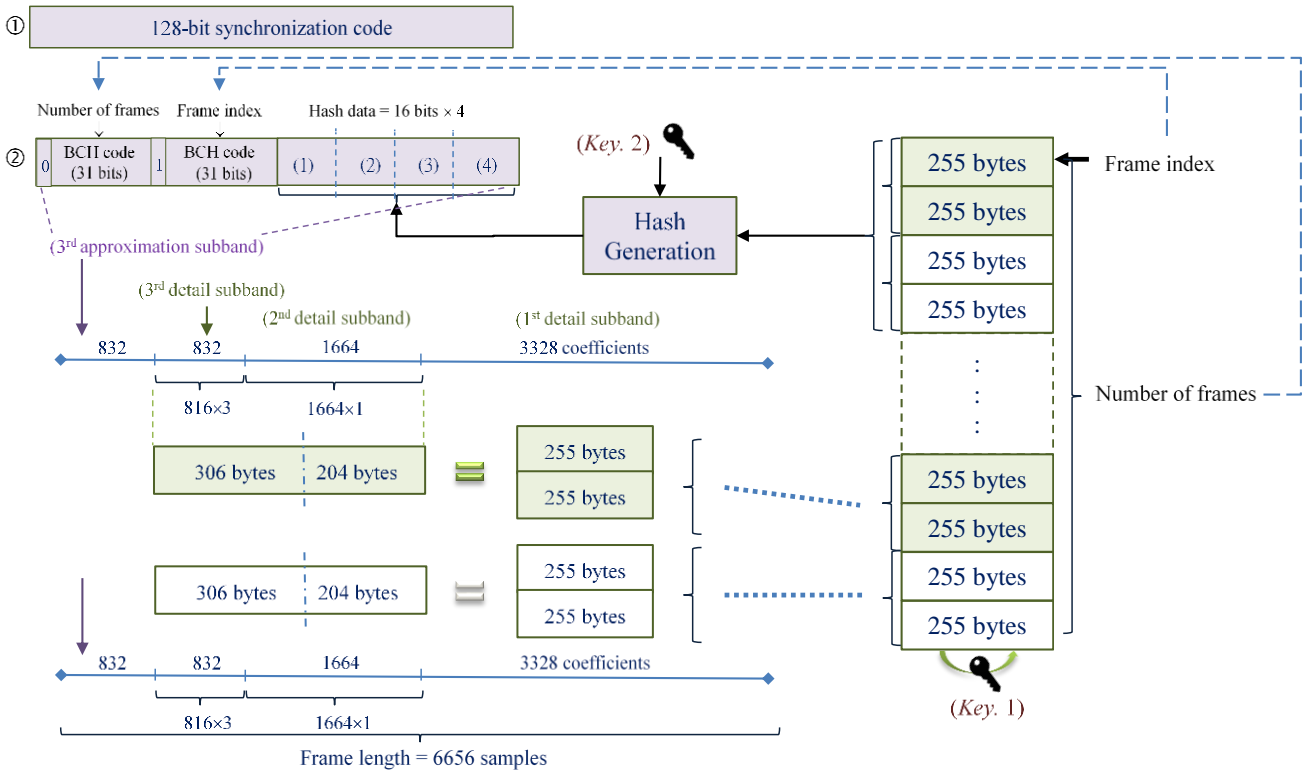 ① 128-bit synchronization code
Number of frames
Frame index
Hash data = 16 bits × 4
②
0
BCH code
(31 bits)
1
BCH code
(31 bits)
(1)
(2)
(3)
(4)
(Key. 2)
Hash
Generation
255 bytes
255 bytes
255 bytes
255 bytes
Frame index
(3rd approximation subband)
(3rd detail subband)
(2nd detail subband)
(1st detail subband)
832
832
1664
3328 coefficients
816×3
1664×1
Number of frames
306 bytes
204 bytes
255 bytes
255 bytes
306 bytes
204 bytes
255 bytes
255 bytes
255 bytes
255 bytes
255 bytes
255 bytes
832
832
1664
3328 coefficients
816×3
1664×1
(Key. 1)
Frame length = 6656 samples